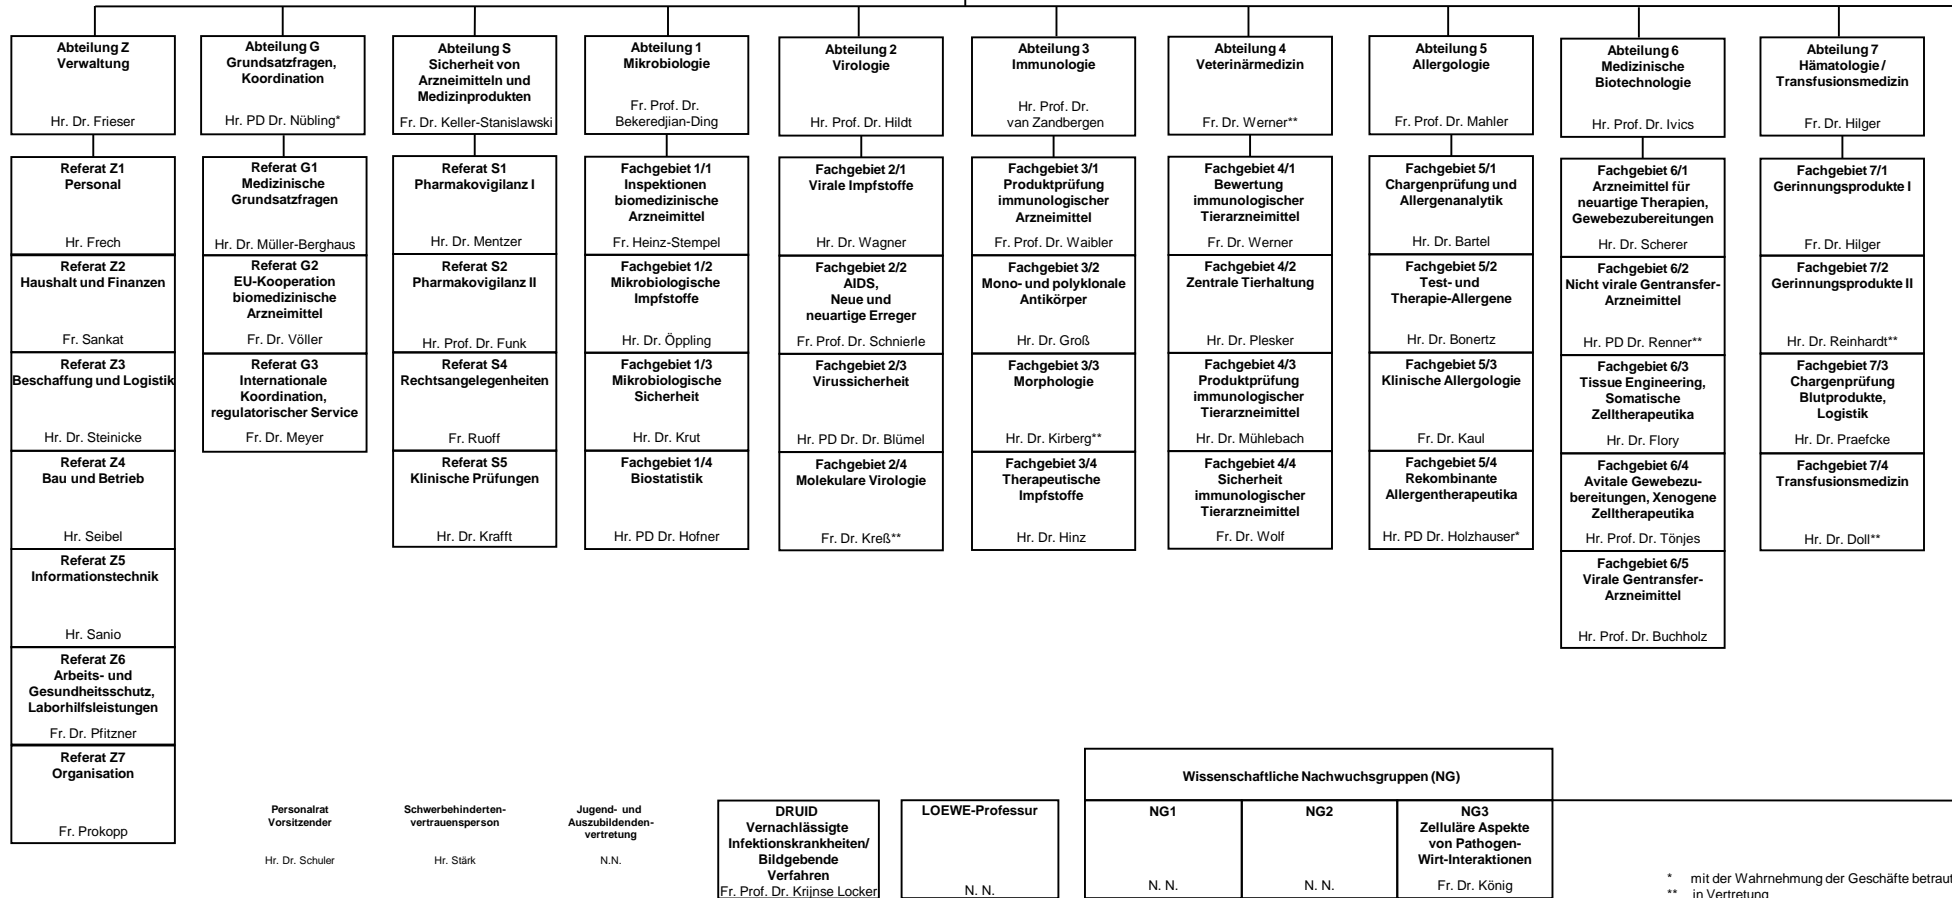 Abteilung Z
Verwaltung
Hr. Dr. Frieser
Referat Z1
Personal
Hr. Frech
Referat Z2
Haushalt und Finanzen
Fr. Sankat
Referat Z3
Beschaffung und Logistik
Hr. Dr. Steinicke
Referat Z4
Bau und Betrieb
Hr. Seibel
Referat Z5
Informationstechnik
Hr. Sanio
Referat Z6
Arbeits- und
Gesundheitsschutz,
Laborhilfsleistungen
Fr. Dr. Pfitzner
Referat Z7
Organisation
Fr. Prokopp
Abteilung G
Grundsatzfragen,
Koordination
Hr. PD Dr. Nübling*
Referat G1
Medizinische
Grundsatzfragen
Hr. Dr. Müller-Berghaus
Referat G2
EU-Kooperation
biomedizinische
Arzneimittel
Fr. Dr. Völler
Referat G3
Internationale
Koordination,
regulatorischer Service
Fr. Dr. Meyer
Abteilung S
Sicherheit von
Arzneimitteln und
Medizinprodukten
Fr. Dr. Keller-Stanislawski
Referat S1
Pharmakovigilanz I
Hr. Dr. Mentzer
Referat S2
Pharmakovigilanz II
Hr. Prof. Dr. Funk
Referat S4
Rechtsangelegenheiten
Fr. Ruoff
Referat S5
Klinische Prüfungen
Hr. Dr. Krafft
Abteilung 1
Mikrobiologie
Fr. Prof. Dr.
Bekeredjian-Ding
Fachgebiet 1/1
Inspektionen
biomedizinische
Arzneimittel
Fr. Heinz-Stempel
Fachgebiet 1/2
Mikrobiologische
Impfstoffe
Hr. Dr. Öppling
Fachgebiet 1/3
Mikrobiologische
Sicherheit
Hr. Dr. Krut
Fachgebiet 1/4
Biostatistik
Hr. PD Dr. Hofner
Abteilung 2
Virologie
Hr. Prof. Dr. Hildt
Fachgebiet 2/1
Virale Impfstoffe
Hr. Dr. Wagner
Fachgebiet 2/2
AIDS,
Neue und
neuartige Erreger
Fr. Prof. Dr. Schnierle
Fachgebiet 2/3
Virussicherheit
Hr. PD Dr. Dr. Blümel
Fachgebiet 2/4
Molekulare Virologie
Fr. Dr. Kreß**
Abteilung 3
Immunologie
Hr. Prof. Dr.
van Zandbergen
Fachgebiet 3/1
Produktprüfung
immunologischer
Arzneimittel
Fr. Prof. Dr. Waibler
Fachgebiet 3/2
Mono- und polyklonale
Antikörper
Hr. Dr. Groß
Fachgebiet 3/3
Morphologie
Hr. Dr. Kirberg**
Fachgebiet 3/4
Therapeutische
Impfstoffe
Hr. Dr. Hinz
Abteilung 4
Veterinärmedizin
Fr. Dr. Werner**
Fachgebiet 4/1
Bewertung
immunologischer
Tierarzneimittel
Fr. Dr. Werner
Fachgebiet 4/2
Zentrale Tierhaltung
Hr. Dr. Plesker
Fachgebiet 4/3
Produktprüfung
immunologischer
Tierarzneimittel
Hr. Dr. Mühlebach
Fachgebiet 4/4
Sicherheit
immunologischer
Tierarzneimittel
Fr. Dr. Wolf
Abteilung 5
Allergologie
Fr. Prof. Dr. Mahler
Fachgebiet 5/1
Chargenprüfung und
Allergenanalytik
Hr. Dr. Bartel
Fachgebiet 5/2
Test- und
Therapie-Allergene
Hr. Dr. Bonertz
Fachgebiet 5/3
Klinische Allergologie
Fr. Dr. Kaul
Fachgebiet 5/4
Rekombinante
Allergentherapeutika
Hr. PD Dr. Holzhauser*
Abteilung 6
Medizinische
Biotechnologie
Hr. Prof. Dr. Ivics
Fachgebiet 6/1
Arzneimittel für
neuartige Therapien,
Gewebezubereitungen
Hr. Dr. Scherer
Fachgebiet 6/2
Nicht virale Gentransfer-
Arzneimittel
Hr. PD Dr. Renner**
Fachgebiet 6/3
Tissue Engineering,
Somatische
Zelltherapeutika
Hr. Dr. Flory
Fachgebiet 6/4
Avitale Gewebezu-
bereitungen, Xenogene
Zelltherapeutika
Hr. Prof. Dr. Tönjes
Fachgebiet 6/5
Virale Gentransfer-
Arzneimittel
Hr. Prof. Dr. Buchholz
Abteilung 7
Hämatologie /
Transfusionsmedizin
Fr. Dr. Hilger
Fachgebiet 7/1
Gerinnungsprodukte I
Fr. Dr. Hilger
Fachgebiet 7/2
Gerinnungsprodukte II
Hr. Dr. Reinhardt**
Fachgebiet 7/3
Chargenprüfung
Blutprodukte,
Logistik
Hr. Dr. Praefcke
Fachgebiet 7/4
Transfusionsmedizin
Hr. Dr. Doll**
Personalrat
Vorsitzender
Hr. Dr. Schuler
Schwerbehinderten-
vertrauensperson
Hr. Stärk
Jugend- und
Auszubildenden-
vertretung
N.N.
DRUID
Vernachlässigte
Infektionskrankheiten/
Bildgebende
Verfahren
Fr. Prof. Dr. Krijnse Locker
LOEWE-Professur
N. N.
Wissenschaftliche Nachwuchsgruppen (NG)
NG1
N. N.
NG2
N. N.
NG3
Zelluläre Aspekte
von Pathogen-
Wirt-Interaktionen
Fr. Dr. König
* mit der Wahrnehmung der Geschäfte betraut
** in Vertretung